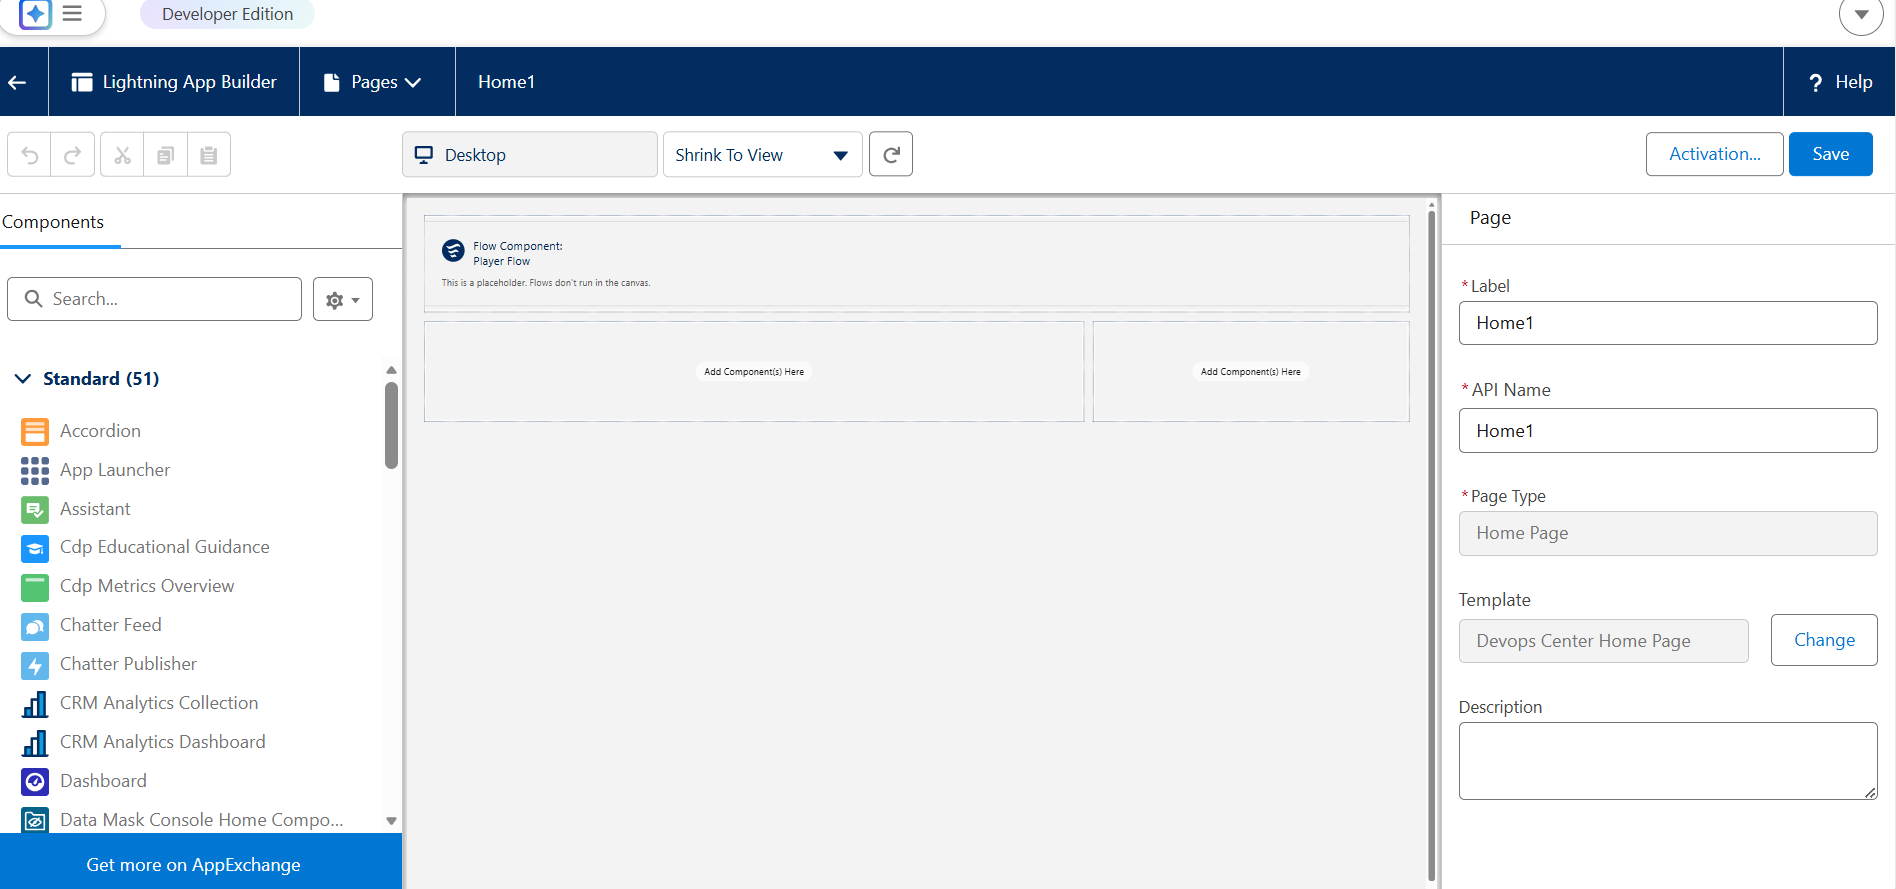 Developer Edition
Lightning App Builder
Pages
Home1
? Help
Desktop
Shrink To View
Activation...
Save
Components
Search...
Standard (51)
Accordion
App Launcher
Assistant
Cdp Educational Guidance
Cdp Metrics Overview
Chatter Feed
Chatter Publisher
CRM Analytics Collection
CRM Analytics Dashboard
Dashboard
Data Mask Console Home Compo...
Get more on AppExchange
Flow Component:
Player Flow
This is a placeholder. Flows don't run in the canvas.
Add Component(s) Here
Add Component(s) Here
Page
*Label
Home1
*API Name
Home1
*Page Type
Home Page
Template
Devops Center Home Page
Change
Description